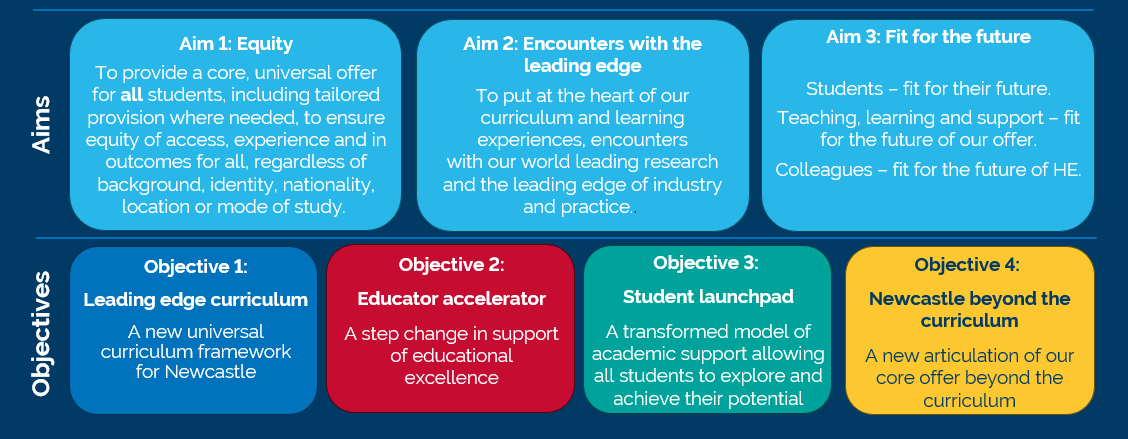 Aims
Aim 1: Equity
To provide a core, universal offer
for all students, including tailored
provision where needed, to ensure
equity of access, experience and in
outcomes for all, regardless of
background, identity, nationality,
location or mode of study.
Aim 2: Encounters with the
leading edge
To put at the heart of our
curriculum and learning
experiences, encounters
with our world leading research
and the leading edge of industry
and practice..
Aim 3: Fit for the future
Students – fit for their future.
Teaching, learning and support – fit
for the future of our offer.
Colleagues – fit for the future of HE.
Objectives
Objective 1:
Leading edge curriculum
A new universal
curriculum framework
for Newcastle
Objective 2:
Educator accelerator
A step change in support
of educational
excellence
Objective 3:
Student launchpad
A transformed model of
academic support allowing
all students to explore and
achieve their potential
Objective 4:
Newcastle beyond the
curriculum
A new articulation of our
core offer beyond the
curriculum